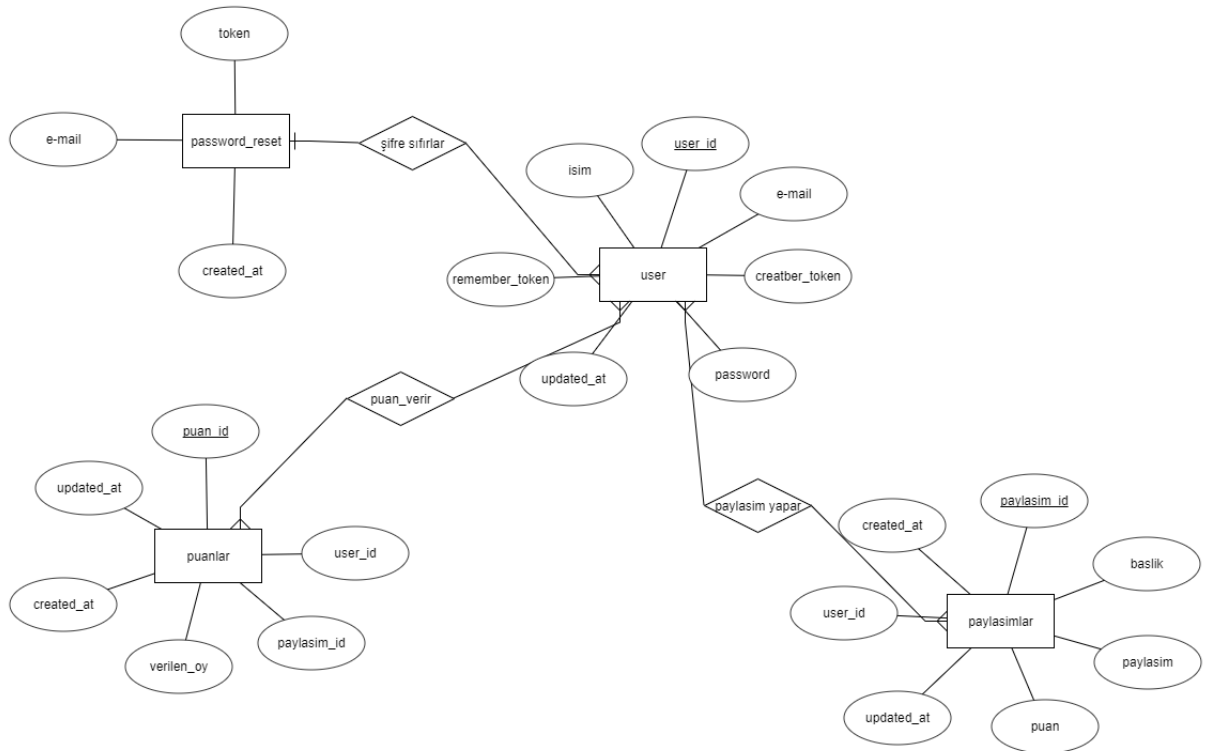 token
e-mail
password_reset
şifre sıfırlar
created_at
user_id
isim
e-mail
remember_token
user
creatber_token
updated_at
password
puan_verir
puan_id
updated_at
puanlar
user_id
created_at
paylasim_id
verilen_oy
paylasim yapar
paylasim_id
created_at
baslik
user_id
paylasimlar
paylasim
updated_at
puan